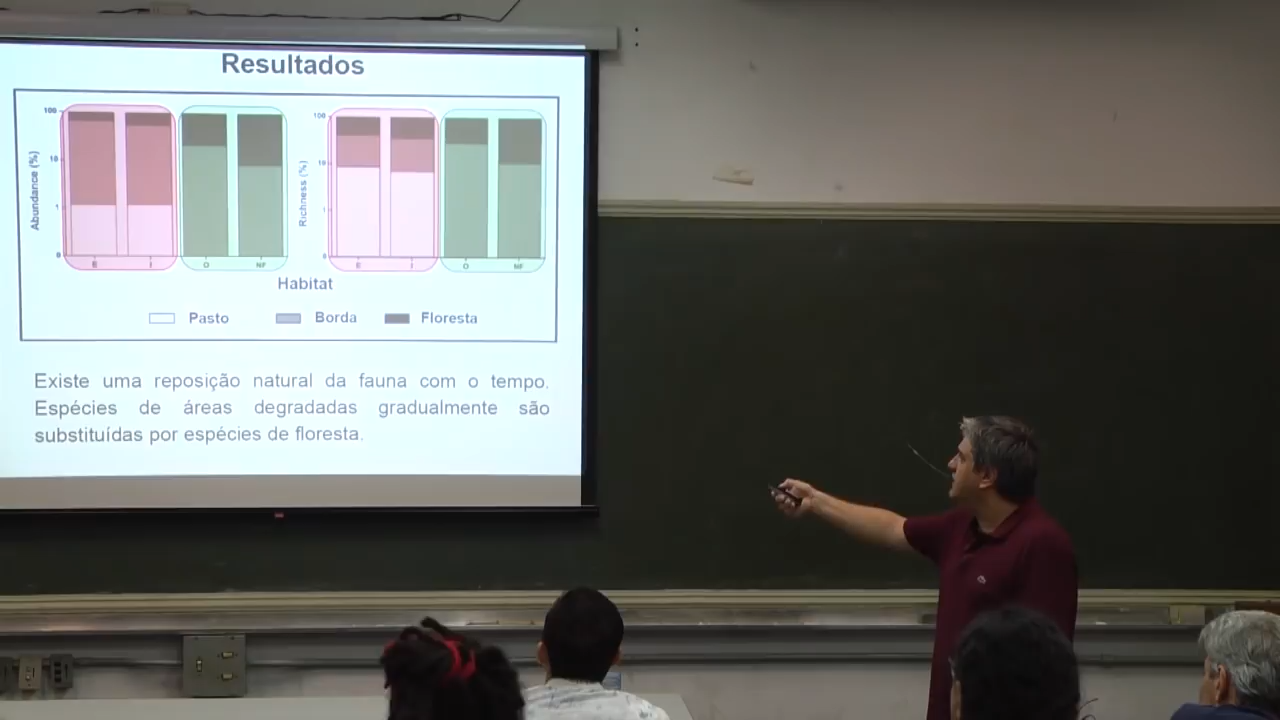 Resultados
100
10
1
0
Abundance (%)
E I O NF
100
10
1
Richness (%)
E I O NF
Habitat
Pasto Borda Floresta
Existe uma reposição natural da fauna com o tempo.
Espécies de áreas degradadas gradualmente são
substituídas por espécies de floresta.